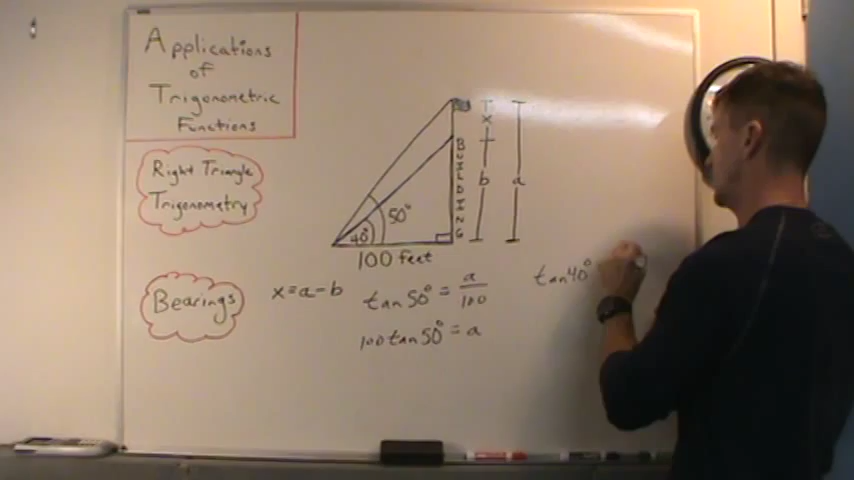 Applications
of
Trigonometric
Functions
Right Triangle
Trigonometry
Bearings
x
b
a
BUILDING
50°
40°
100 feet
x = a - b
tan 50° = a/100
100 tan 50° = a
tan 40°